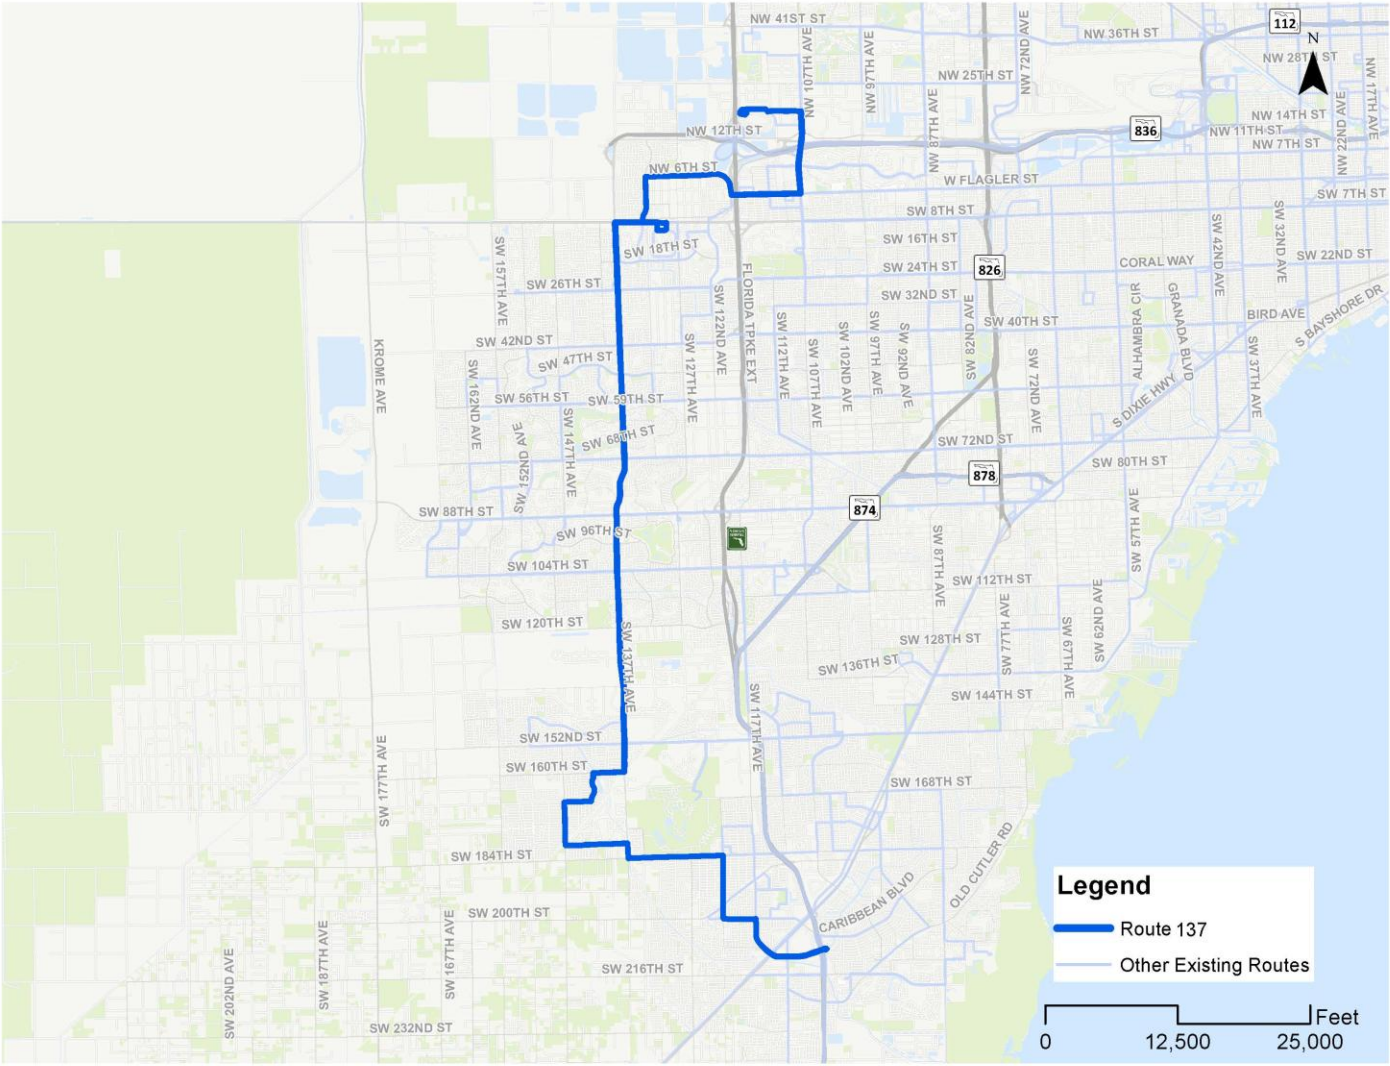 NW 41ST ST
NW 36TH ST
112
N
NW 28TH ST
NW 107TH AVE
NW 97TH AVE
NW 72ND AVE
NW 25TH ST
NW 17TH AVE
NW 87TH AVE
NW 12TH ST
836
NW 14TH ST
NW 11TH ST
NW 7TH ST
NW 22ND AVE
NW 6TH ST
W FLAGLER ST
SW 7TH ST
SW 8TH ST
SW 157TH AVE
SW 18TH ST
SW 16TH ST
SW 42ND AVE
SW 32ND AVE
SW 22ND ST
SW 24TH ST
826
CORAL WAY
SW 26TH ST
SW 122ND AVE
FLORIDA TPKE EXT
SW 32ND ST
SW 82ND AVE
ALHAMBRA CIR
GRANADA BLVD
S BAYSHORE DR
BIRD AVE
SW 40TH ST
SW 42ND ST
KROME AVE
SW 47TH ST
SW 162ND AVE
SW 127TH AVE
SW 112TH AVE
SW 107TH AVE
SW 102ND AVE
SW 97TH AVE
SW 92ND AVE
SW 72ND AVE
SW 37TH AVE
S DIXIE HWY
SW 56TH ST
SW 59TH ST
SW 152ND AVE
SW 147TH AVE
SW 68TH ST
SW 72ND ST
SW 80TH ST
878
874
SW 88TH ST
SW 96TH ST
SW 57TH AVE
SW 87TH AVE
SW 104TH ST
SW 112TH ST
SW 120TH ST
SW 137TH AVE
SW 128TH ST
SW 77TH AVE
SW 67TH AVE
SW 62ND AVE
SW 136TH ST
SW 117TH AVE
SW 144TH ST
SW 152ND ST
SW 177TH AVE
SW 160TH ST
SW 168TH ST
OLD CUTLER RD
SW 184TH ST
CARIBBEAN BLVD
SW 200TH ST
SW 202ND AVE
SW 187TH AVE
SW 167TH AVE
SW 216TH ST
SW 232ND ST
Legend
Route 137
Other Existing Routes
Feet
0 12,500 25,000